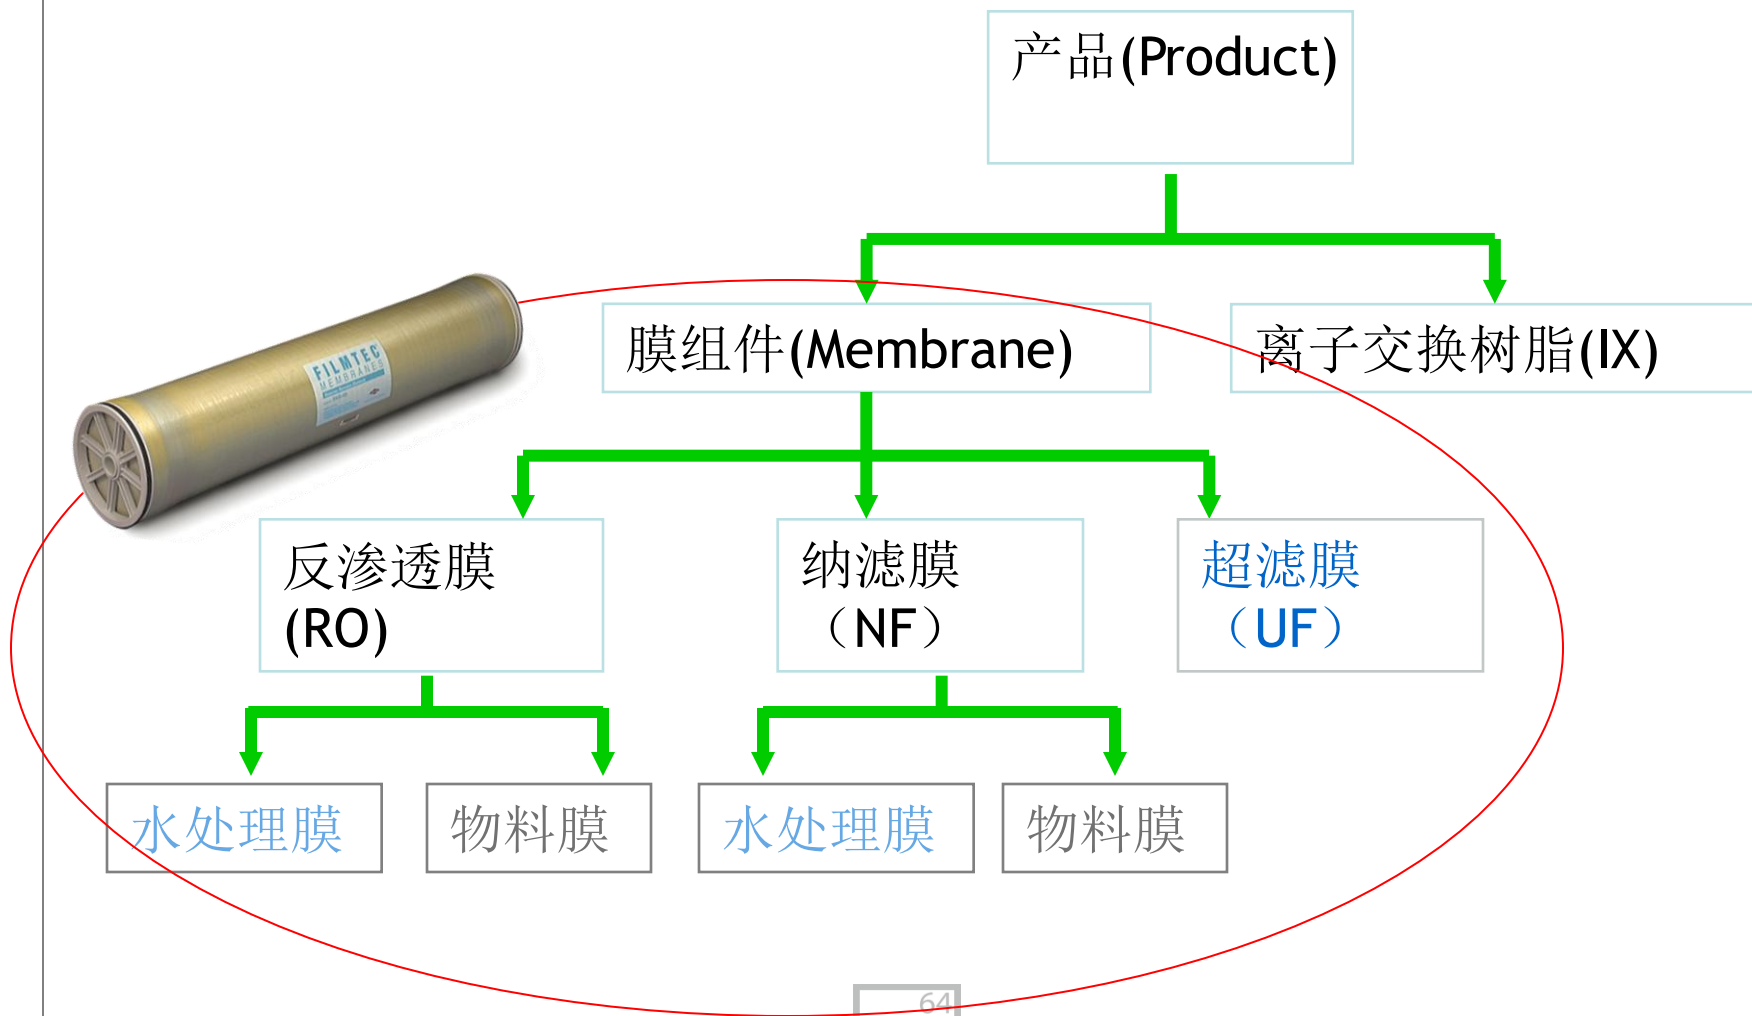 产品(Product)
膜组件(Membrane)
离子交换树脂(IX)
FILMTEC
MEMBRANES
反渗透膜
(RO)
纳滤膜
（NF）
超滤膜
（UF）
水处理膜
物料膜
水处理膜
物料膜
64